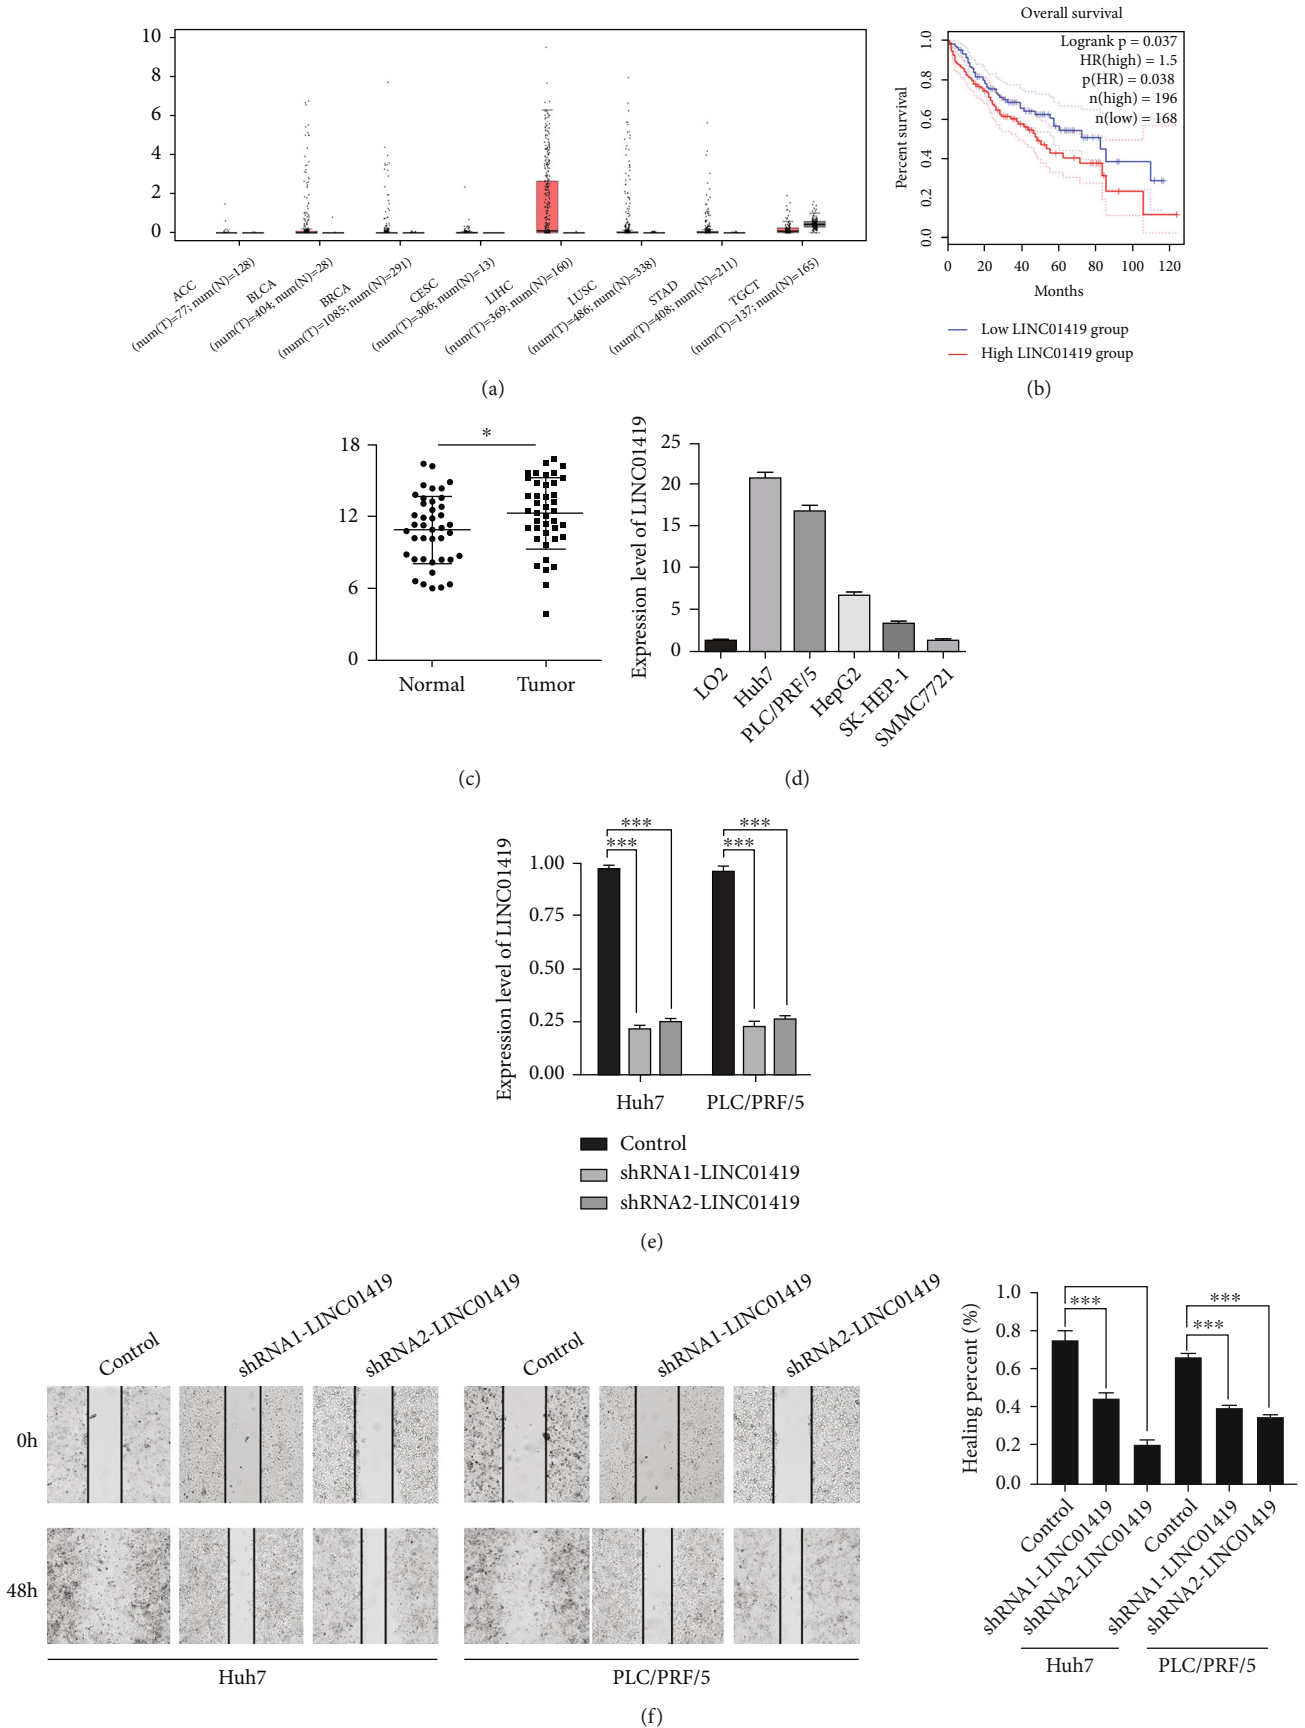 10
8
6
4
2
0
ACC
(num(T)=77; num(N)=128)
BLCA
(num(T)=404; num(N)=28)
BRCA
(num(T)=1085; num(N)=291)
CESC
(num(T)=306; num(N)=13)
LIHC
(num(T)=369; num(N)=160)
LUSC
(num(T)=486; num(N)=338)
STAD
(num(T)=408; num(N)=211)
TGCT
(num(T)=137; num(N)=165)
(a)
Overall survival
Logrank p = 0.037
HR(high) = 1.5
p(HR) = 0.038
n(high) = 196
n(low) = 168
Percent survival
1.0
0.8
0.6
0.4
0.2
0.0
0 20 40 60 80 100 120
Months
Low LINC01419 group
High LINC01419 group
(b)
18
12
6
0
*
Normal Tumor
(c)
Expression level of LINC01419
25
20
15
10
5
0
LO2
Huh7
PLC/PRF/5
HepG2
SK-HEP-1
SMMC7721
(d)
Expression level of LINC01419
1.00
0.75
0.50
0.25
0.00
*** ***
*** ***
Huh7 PLC/PRF/5
Control
shRNA1-LINC01419
shRNA2-LINC01419
(e)
Control
shRNA1-LINC01419
shRNA2-LINC01419
Control
shRNA1-LINC01419
shRNA2-LINC01419
0h
48h
Huh7 PLC/PRF/5
Healing percent (%)
1.0
0.8
0.6
0.4
0.2
0.0
***
***
***
Control
shRNA1-LINC01419
shRNA2-LINC01419
Control
shRNA1-LINC01419
shRNA2-LINC01419
Huh7 PLC/PRF/5
(f)